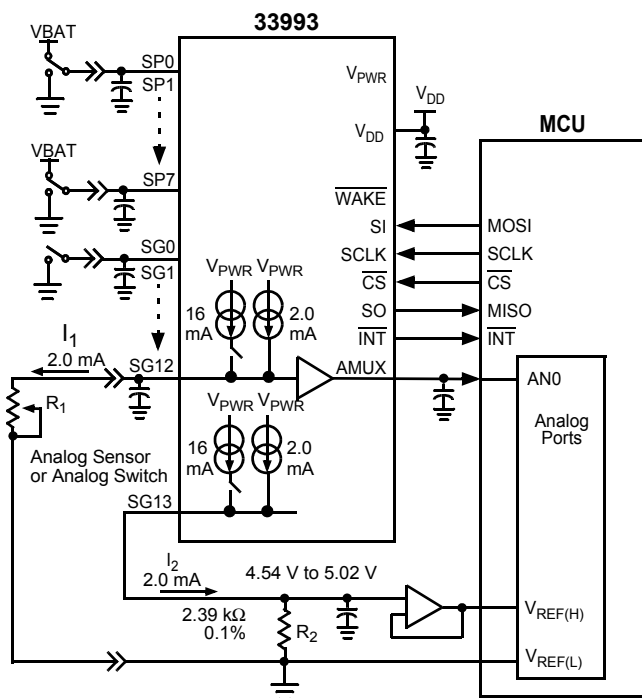 33993
VBAT
SP0
SP1
VPWR
VDD
VDD
MCU
VBAT
SP7
WAKE
SI
MOSI
SG0
SG1
SCLK
SCLK
VPWR VPWR
CS
CS
16
mA
2.0
mA
SO
MISO
INT
INT
I1
2.0 mA
SG12
AMUX
AN0
R1
VPWR VPWR
Analog
Ports
Analog Sensor
or Analog Switch
16
mA
2.0
mA
SG13
I2
2.0 mA
4.54 V to 5.02 V
2.39 kΩ
0.1%
R2
VREF(H)
VREF(L)